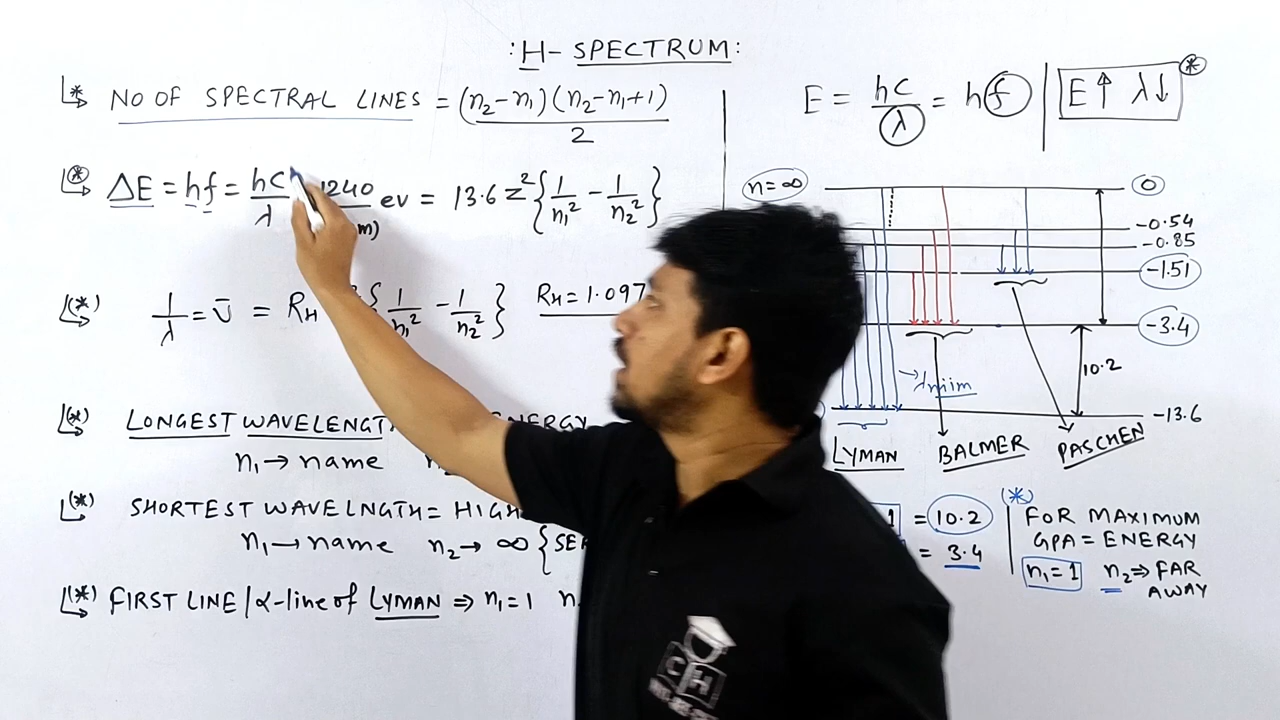 :H- SPECTRUM:
(*) NO OF SPECTRAL LINES = (n₂-n₁)(n₂-n₁+1) / 2
(*) ΔE = hf = hc/λ 1240 ev = 13.6 z² {1/n₁² - 1/n₂²}
m)
(*) 1/λ = ῡ = R_H {1/n₁² - 1/n₂²} R_H = 1.097
(*) LONGEST WAVELENGT ENERGY
n₁→ name
(*) SHORTEST WAVELNGTH = HIGH
n₁→name n₂→ ∞ {SE
(*) FIRST LINE/α-line of LYMAN ⇒ n₁=1 n
E = hc/λ = hf | E↑ λ↓ (*)
n=∞ 0
-0.54
-0.85
-1.51
-3.4
10.2
→λmiim
-13.6
LYMAN BALMER PASCHEN
1 = 10.2
= 3.4
(*)
FOR MAXIMUM
GPA = ENERGY
n₁=1 n₂⇒ FAR
AWAY